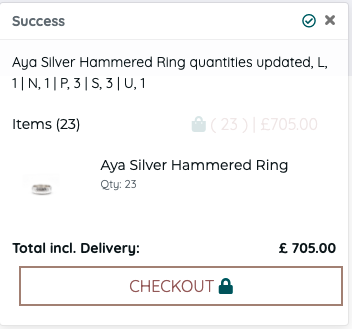 Success
Aya Silver Hammered Ring quantities updated, L,
1 | N, 1 | P, 3 | S, 3 | U, 1
Items (23)
( 23 ) | £705.00
Aya Silver Hammered Ring
Qty: 23
Total incl. Delivery:
£ 705.00
CHECKOUT